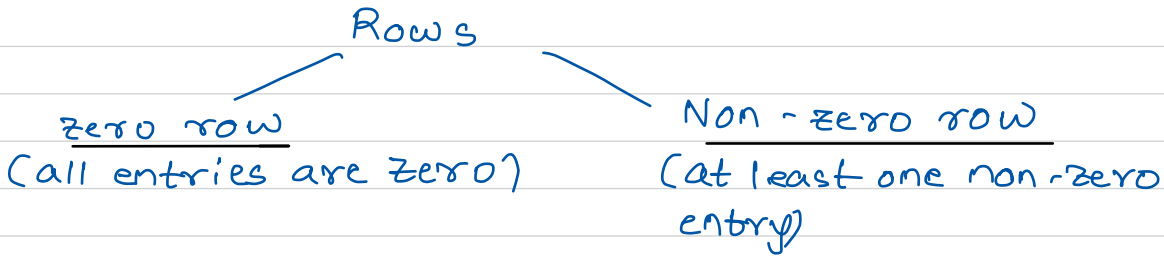 Rows
zero row
Non-zero row
(all entries are zero)
(at least one non-zero
entry)